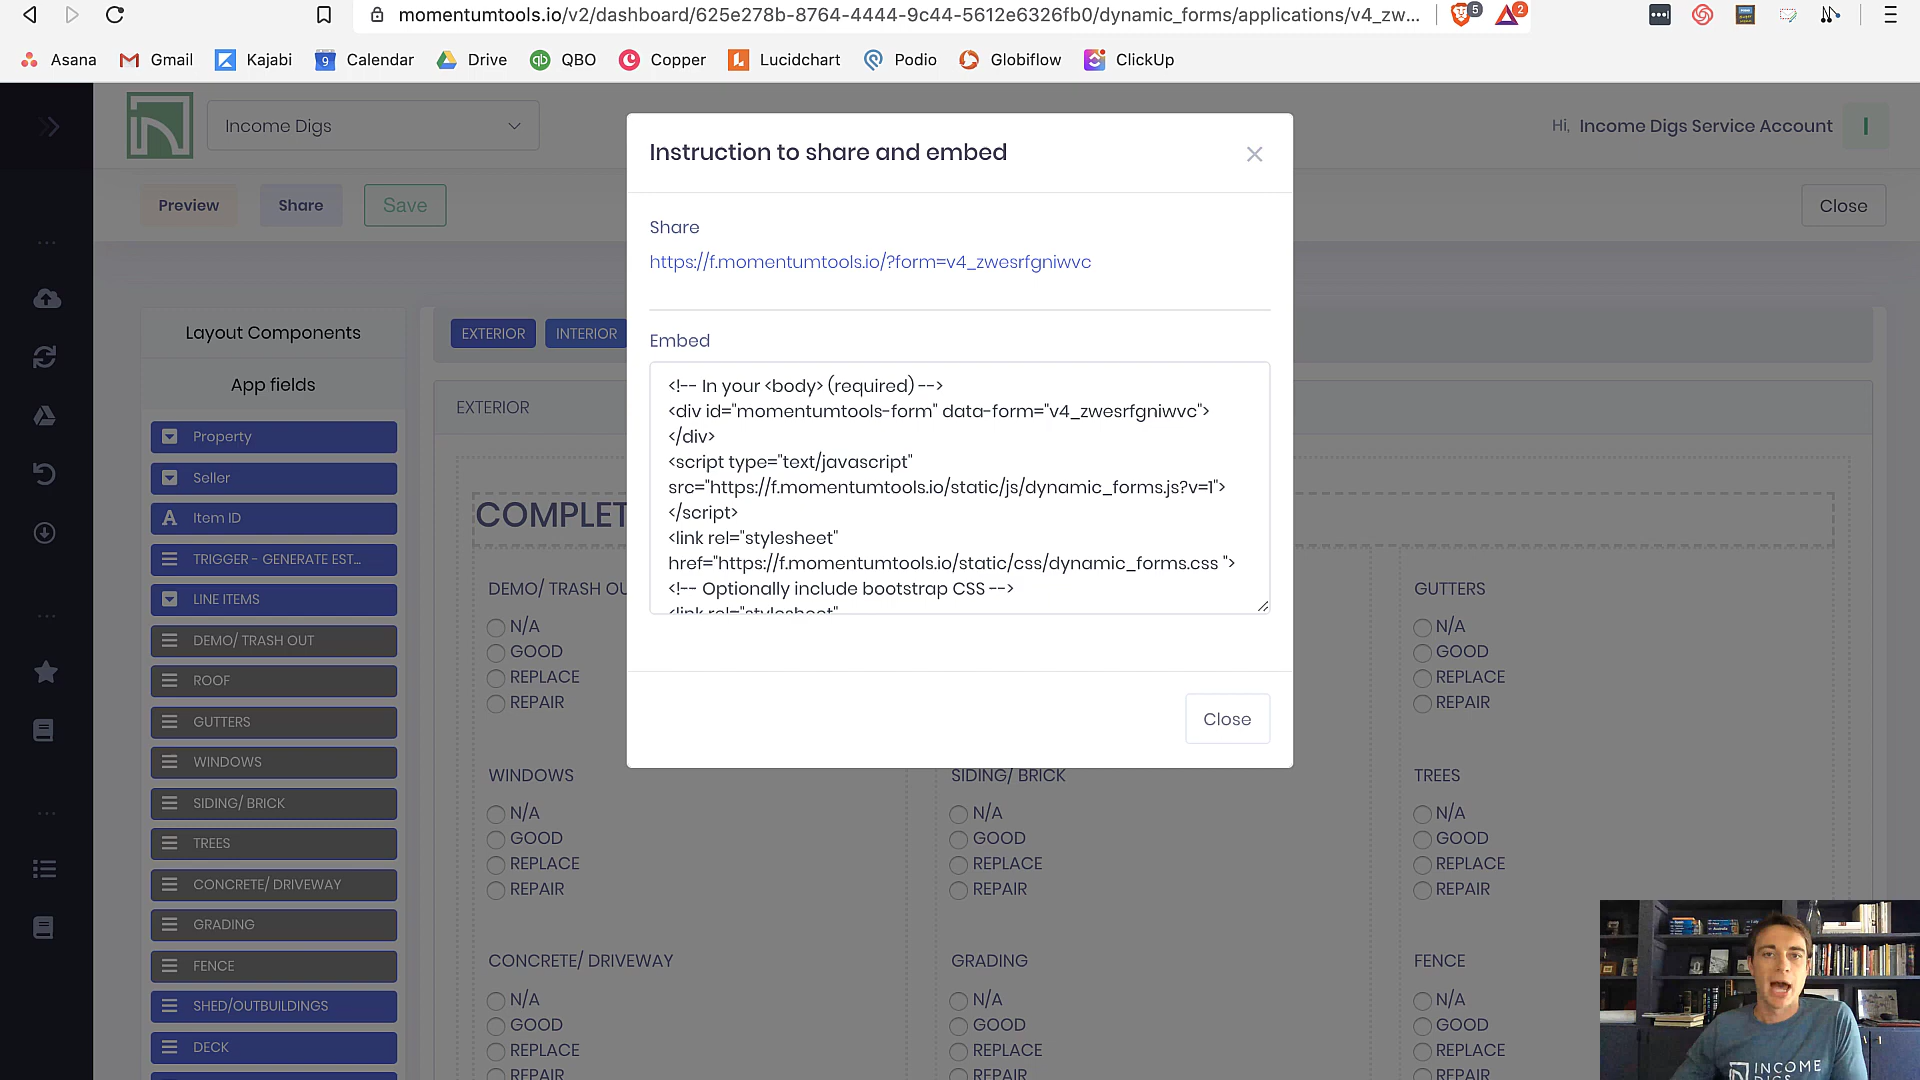 momentumtools.io/v2/dashboard/625e278b-8764-4444-9c44-5612e6326fb0/dynamic_forms/applications/v4_zw...
5
2
Asana
Gmail
Kajabi
9
Calendar
Drive
QBO
Copper
Lucidchart
Podio
Globiflow
ClickUp
Income Digs
Hi, Income Digs Service Account
I
Preview
Share
Save
Close
Instruction to share and embed
Share
https://f.momentumtools.io/?form=v4_zwesrfgniwvc
Embed
<!-- In your <body> (required) -->
<div id="momentumtools-form" data-form="v4_zwesrfgniwvc">
</div>
<script type="text/javascript"
src="https://f.momentumtools.io/static/js/dynamic_forms.js?v=1">
</script>
<link rel="stylesheet"
href="https://f.momentumtools.io/static/css/dynamic_forms.css ">
<!-- Optionally include bootstrap CSS -->
<link rel="stylesheet"
Close
Layout Components
App fields
Property
Seller
A Item ID
TRIGGER - GENERATE EST...
LINE ITEMS
DEMO/ TRASH OUT
ROOF
GUTTERS
WINDOWS
SIDING/ BRICK
TREES
CONCRETE/ DRIVEWAY
GRADING
FENCE
SHED/OUTBUILDINGS
DECK
EXTERIOR
INTERIOR
EXTERIOR
COMPLET
DEMO/ TRASH OU
N/A
GOOD
REPLACE
REPAIR
GUTTERS
N/A
GOOD
REPLACE
REPAIR
WINDOWS
N/A
GOOD
REPLACE
REPAIR
SIDING/ BRICK
N/A
GOOD
REPLACE
REPAIR
TREES
N/A
GOOD
REPLACE
REPAIR
CONCRETE/ DRIVEWAY
N/A
GOOD
REPLACE
REPAIR
GRADING
N/A
GOOD
REPLACE
REPAIR
FENCE
N/A
GOOD
REPLACE
REPAIR
INCOME
DIGS